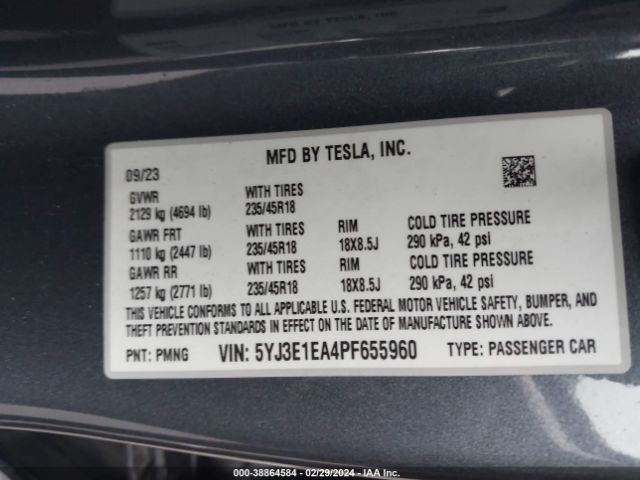 MFD BY TESLA, INC.
09/23
GVWR WITH TIRES
2129 kg (4694 lb) 235/45R18
GAWR FRT WITH TIRES RIM COLD TIRE PRESSURE
1110 kg (2447 lb) 235/45R18 18X8.5J 290 kPa, 42 psi
GAWR RR WITH TIRES RIM COLD TIRE PRESSURE
1257 kg (2771 lb) 235/45R18 18X8.5J 290 kPa, 42 psi
THIS VEHICLE CONFORMS TO ALL APPLICABLE U.S. FEDERAL MOTOR VEHICLE SAFETY, BUMPER, AND
THEFT PREVENTION STANDARDS IN EFFECT ON THE DATE OF MANUFACTURE SHOWN ABOVE.
PNT: PMNG VIN: 5YJ3E1EA4PF655960 TYPE: PASSENGER CAR
000-38864584 - 02/29/2024 - IAA Inc.